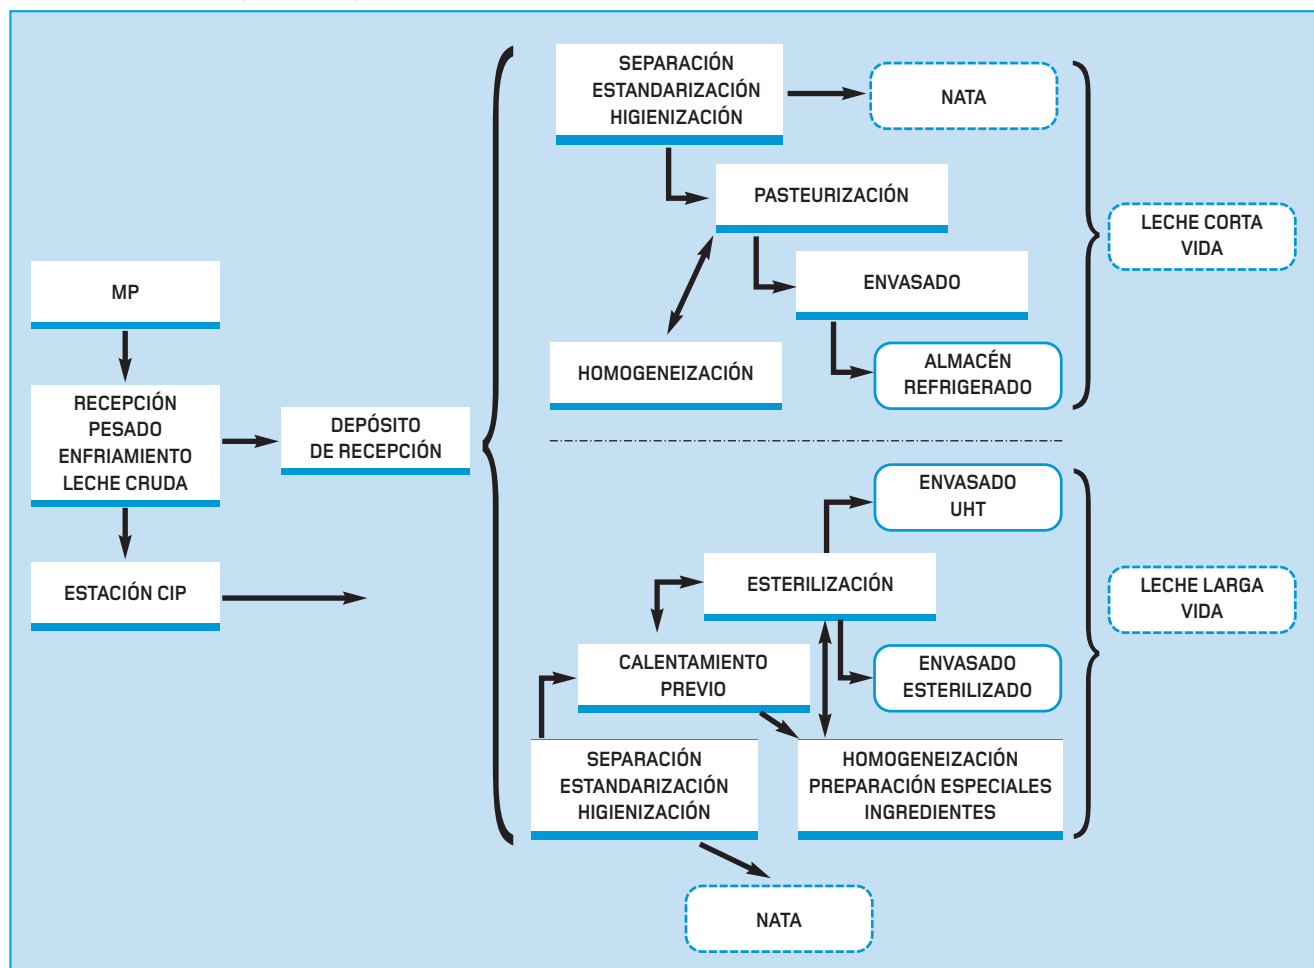 MP
RECEPCIÓN
PESADO
ENFRIAMIENTO
LECHE CRUDA
ESTACIÓN CIP
DEPÓSITO
DE RECEPCIÓN
SEPARACIÓN
ESTANDARIZACIÓN
HIGIENIZACIÓN
NATA
PASTEURIZACIÓN
ENVASADO
HOMOGENEIZACIÓN
ALMACÉN
REFRIGERADO
LECHE CORTA
VIDA
ENVASADO
UHT
ESTERILIZACIÓN
CALENTAMIENTO
PREVIO
ENVASADO
ESTERILIZADO
SEPARACIÓN
ESTANDARIZACIÓN
HIGIENIZACIÓN
HOMOGENEIZACIÓN
PREPARACIÓN ESPECIALES
INGREDIENTES
NATA
LECHE LARGA
VIDA